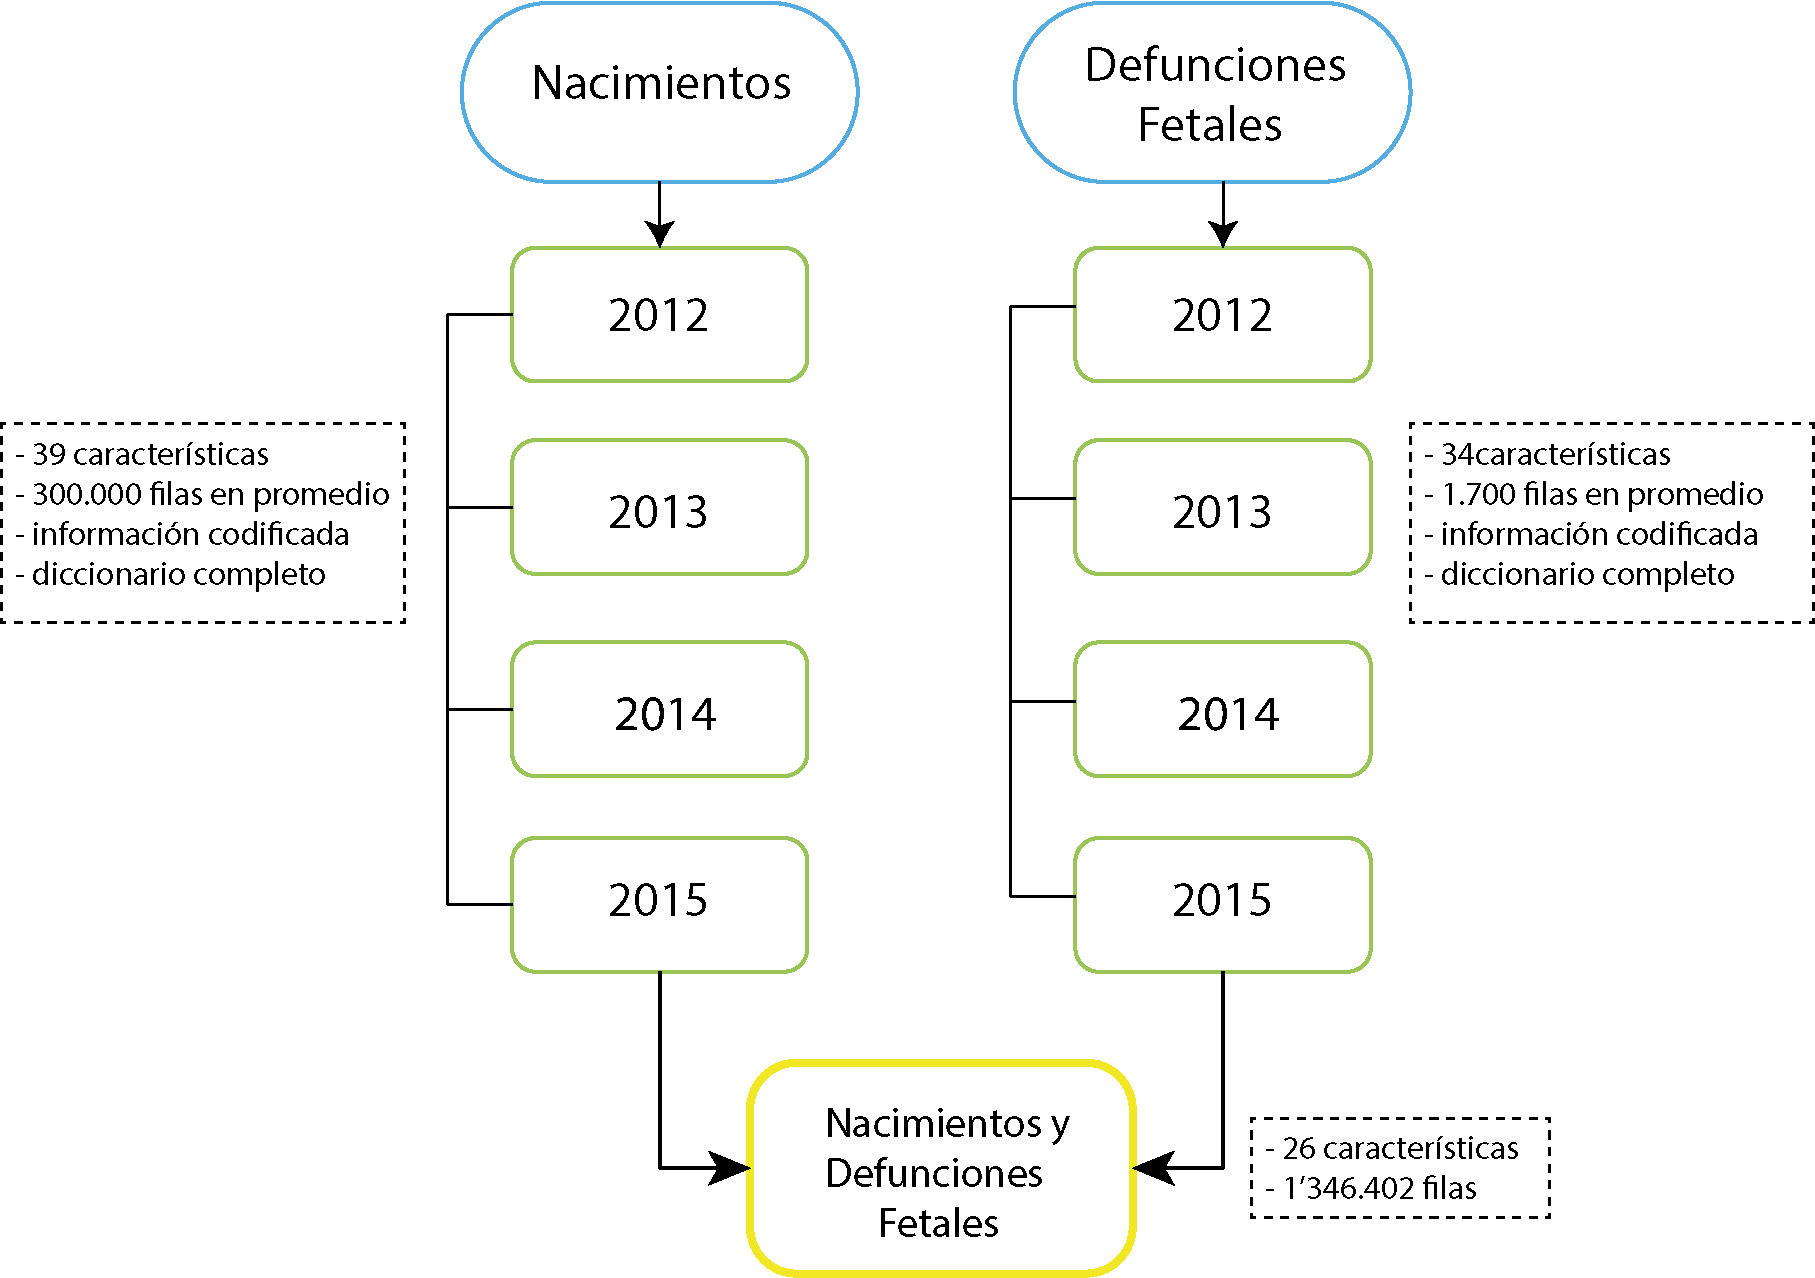 Nacimientos
Defunciones
Fetales
2012
2012
- 39 características
- 300.000 filas en promedio
- información codificada
- diccionario completo
2013
2013
- 34características
- 1.700 filas en promedio
- información codificada
- diccionario completo
2014
2014
2015
2015
Nacimientos y
Defunciones
Fetales
- 26 características
- 1’346.402 filas